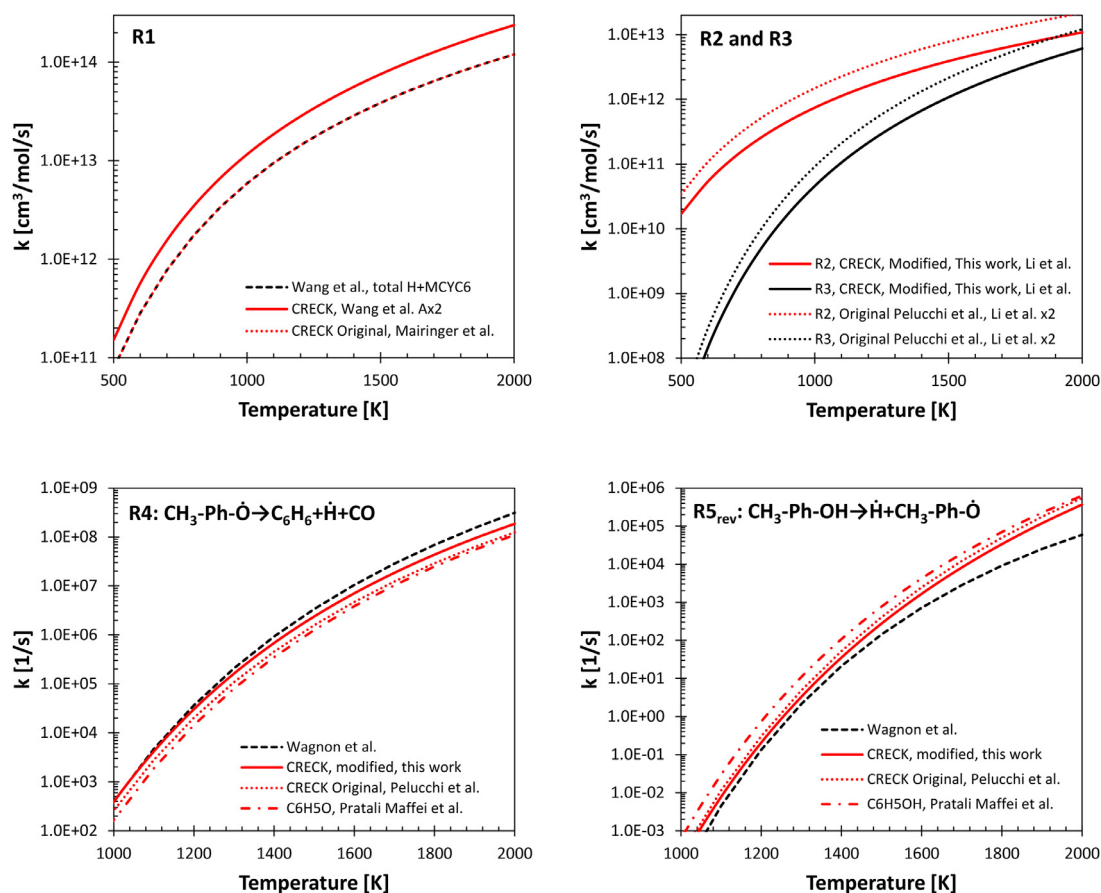 R1
k [cm³/mol/s]
1.0E+14
1.0E+13
1.0E+12
1.0E+11
500
1000
1500
2000
Temperature [K]
Wang et al., total H+MCYC6
CRECK, Wang et al. Ax2
CRECK Original, Mairinger et al.
R2 and R3
k [cm³/mol/s]
1.0E+13
1.0E+12
1.0E+11
1.0E+10
1.0E+09
1.0E+08
500
1000
1500
2000
Temperature [K]
R2, CRECK, Modified, This work, Li et al.
R3, CRECK, Modified, This work, Li et al.
R2, Original Pelucchi et al., Li et al. x2
R3, Original Pelucchi et al., Li et al. x2
R4: CH₃-Ph-Ȯ→C₆H₆+Ḣ+CO
k [1/s]
1.0E+09
1.0E+08
1.0E+07
1.0E+06
1.0E+05
1.0E+04
1.0E+03
1.0E+02
1000
1200
1400
1600
1800
2000
Temperature [K]
Wagnon et al.
CRECK, modified, this work
CRECK Original, Pelucchi et al.
C6H5O, Pratali Maffei et al.
R5rev: CH₃-Ph-OH→Ḣ+CH₃-Ph-Ȯ
k [1/s]
1.0E+06
1.0E+05
1.0E+04
1.0E+03
1.0E+02
1.0E+01
1.0E+00
1.0E-01
1.0E-02
1.0E-03
1000
1200
1400
1600
1800
2000
Temperature [K]
Wagnon et al.
CRECK, modified, this work
CRECK Original, Pelucchi et al.
C6H5OH, Pratali Maffei et al.